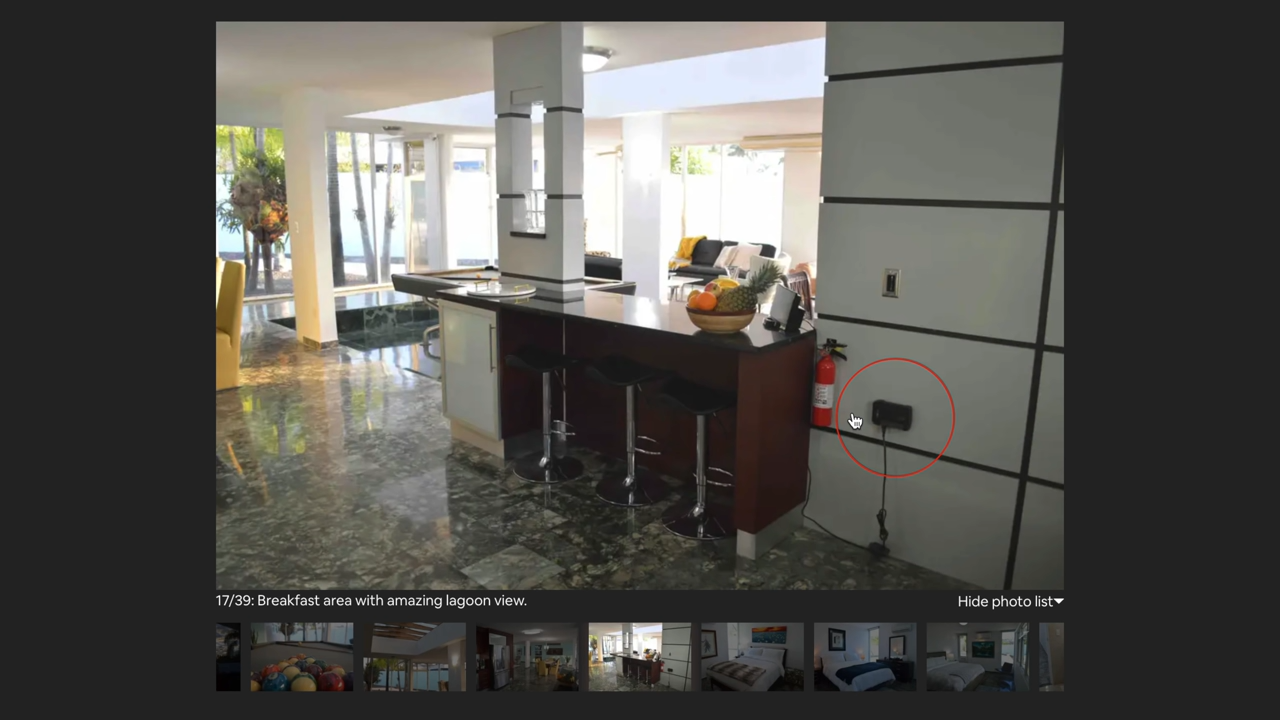 17/39: Breakfast area with amazing lagoon view.
Hide photo list